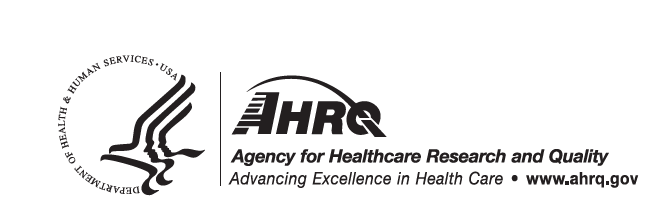 DEPARTMENT OF HEALTH & HUMAN SERVICES • USA
AHRQ
Agency for Healthcare Research and Quality
Advancing Excellence in Health Care • www.ahrq.gov